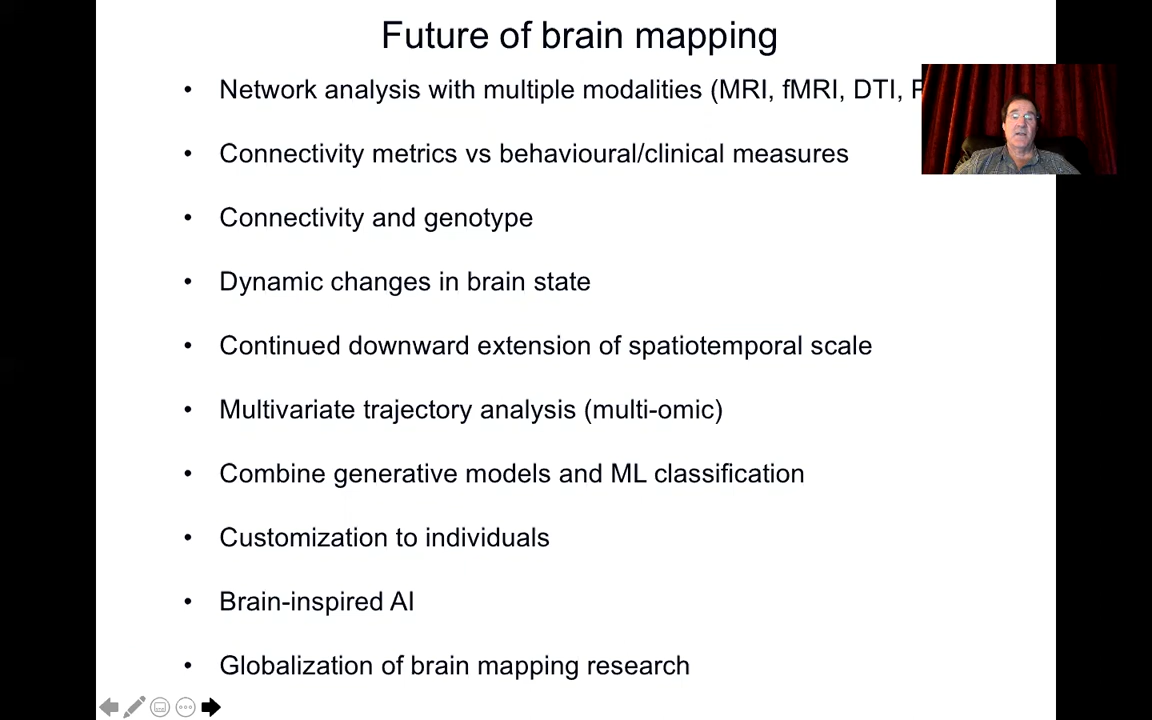 Future of brain mapping
• Network analysis with multiple modalities (MRI, fMRI, DTI,
• Connectivity metrics vs behavioural/clinical measures
• Connectivity and genotype
• Dynamic changes in brain state
• Continued downward extension of spatiotemporal scale
• Multivariate trajectory analysis (multi-omic)
• Combine generative models and ML classification
• Customization to individuals
• Brain-inspired AI
• Globalization of brain mapping research